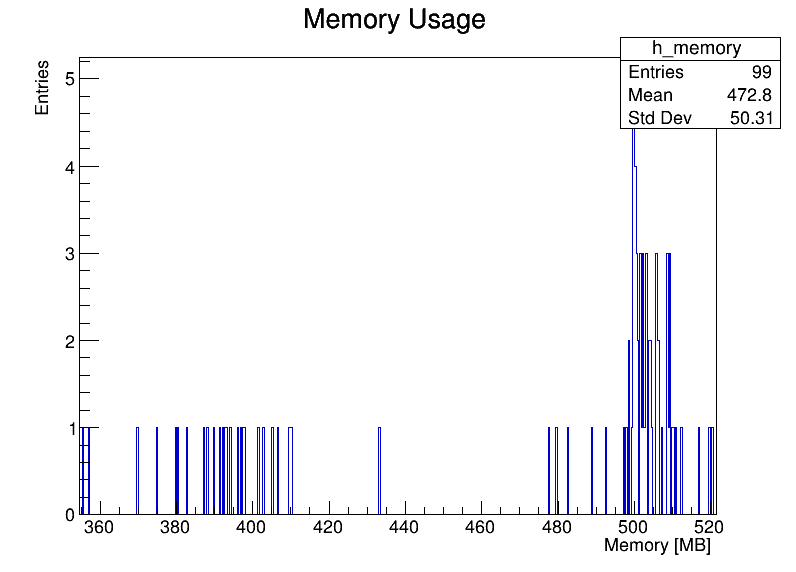 Memory Usage
h_memory
Entries 99
Mean 472.8
Std Dev 50.31
Entries
5
4
3
2
1
0
360 380 400 420 440 460 480 500 520
Memory [MB]